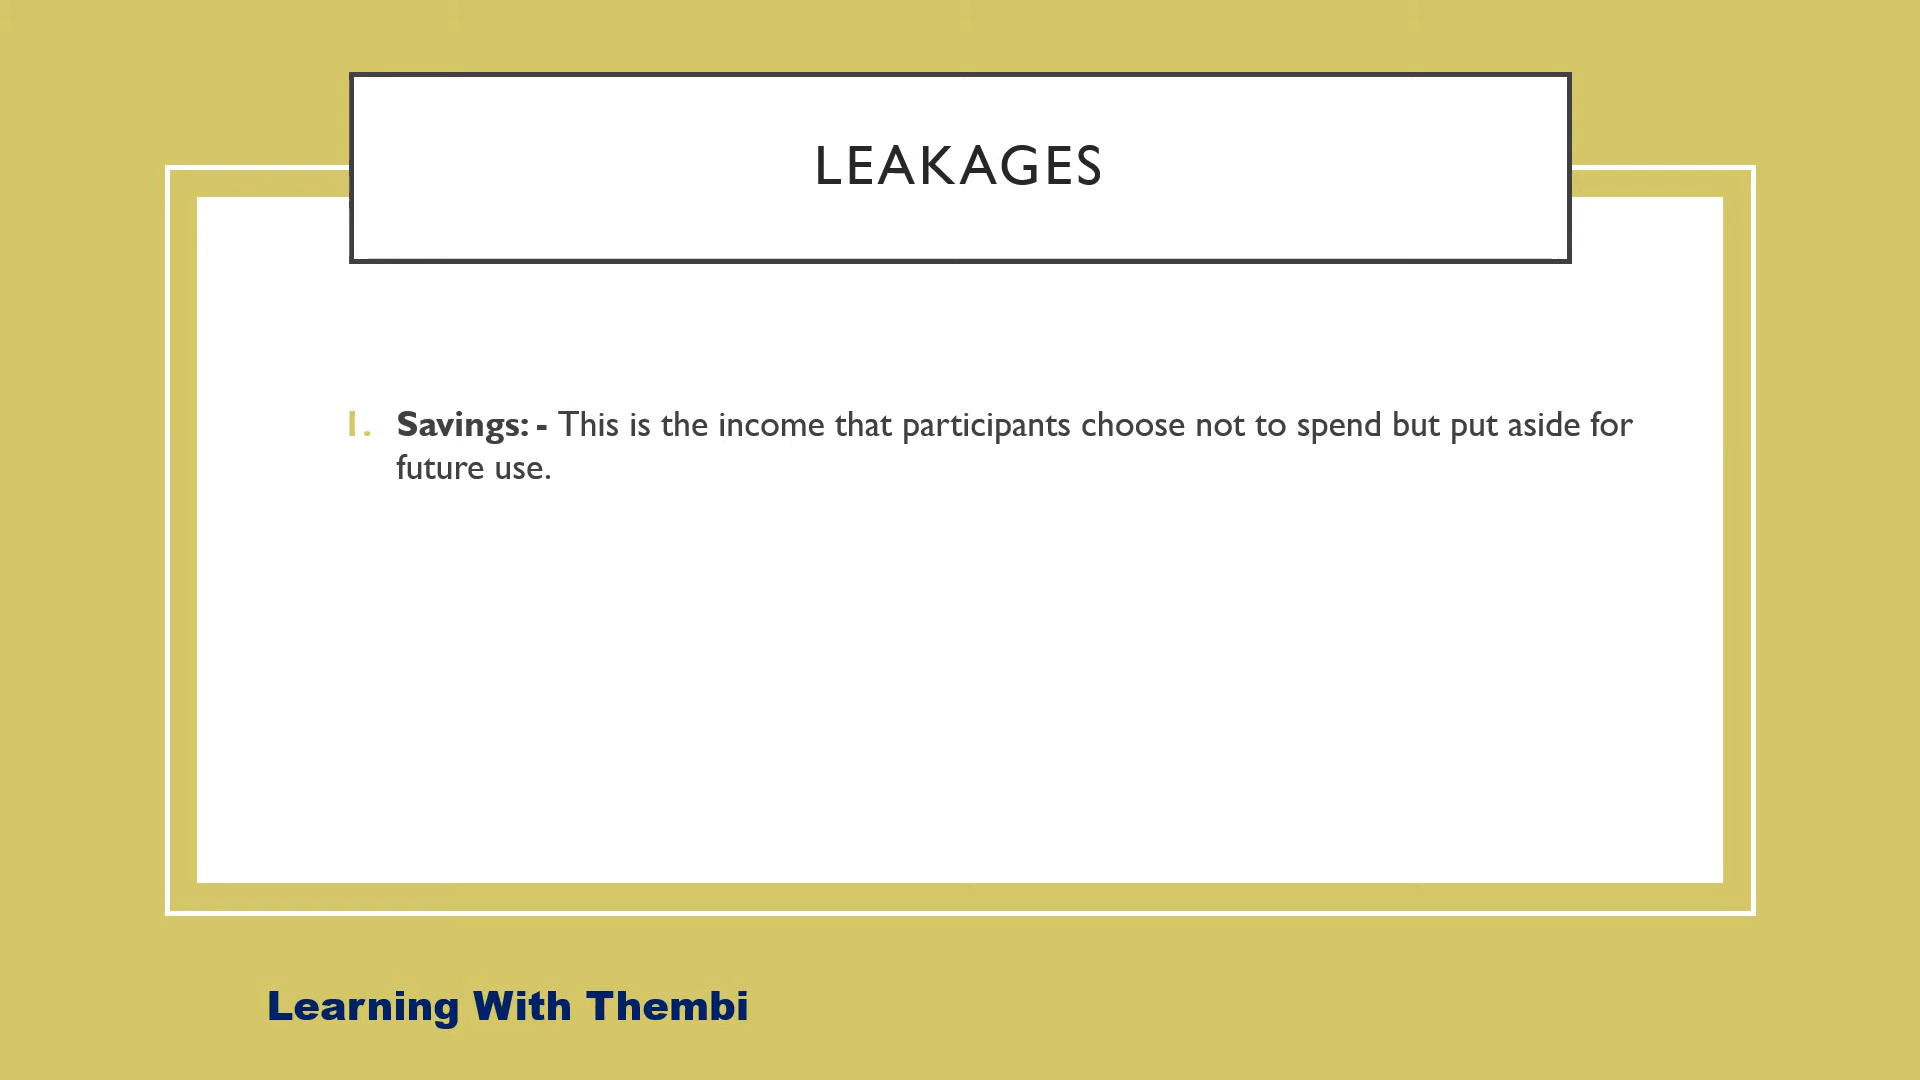 LEAKAGES
1. Savings: - This is the income that participants choose not to spend but put aside for
future use.
Learning With Thembi